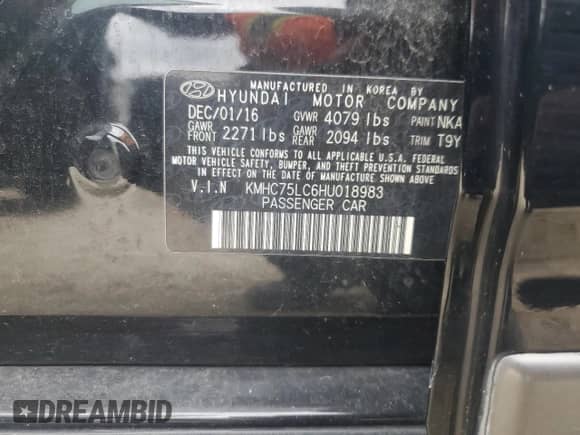 MANUFACTURED IN KOREA BY
HYUNDAI MOTOR COMPANY
DEC/01/16 GVWR 4079 lbs PAINT NKA
GAWR FRONT 2271 lbs GAWR REAR 2094 lbs TRIM T9Y
THIS VEHICLE CONFORMS TO ALL APPLICABLE U.S.A. FEDERAL
MOTOR VEHICLE SAFETY, BUMPER, AND THEFT PREVENTION STANDARDS
IN EFFECT ON THE DATE OF MANUFACTURE SHOWN ABOVE.
V.I.N KMHC75LC6HU018983
PASSENGER CAR
DREAMBID